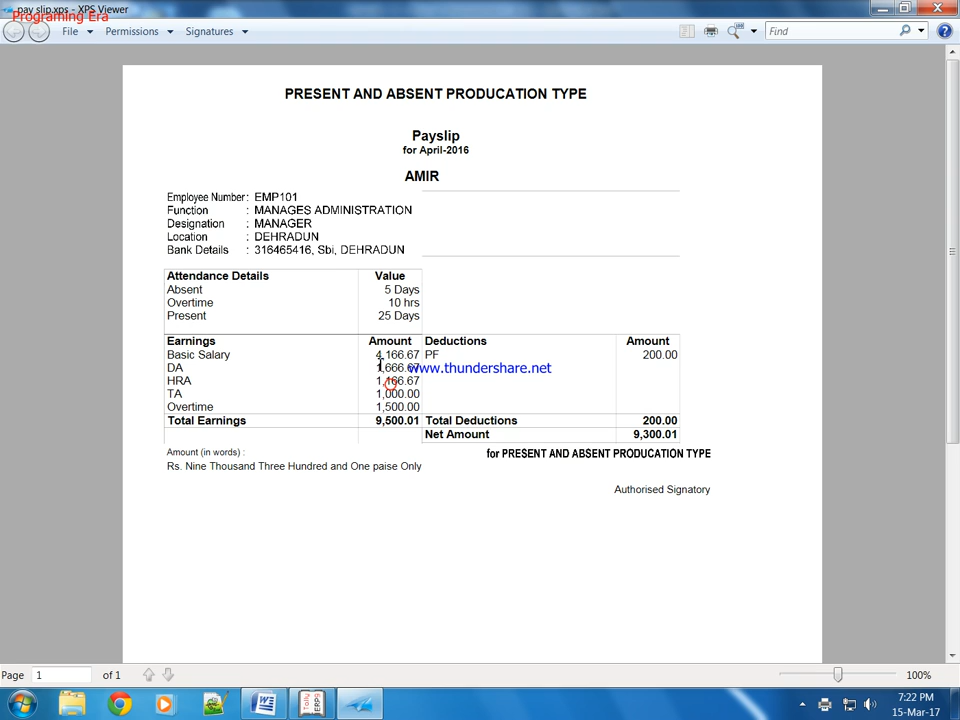 pay slip.xps - XPS Viewer
Programing Era
File Permissions Signatures Find
PRESENT AND ABSENT PRODUCATION TYPE
Payslip
for April-2016
AMIR
Employee Number : EMP101
Function : MANAGES ADMINISTRATION
Designation : MANAGER
Location : DEHRADUN
Bank Details : 316465416, Sbi, DEHRADUN
Attendance Details Value
Absent 5 Days
Overtime 10 hrs
Present 25 Days
Earnings Amount Deductions Amount
Basic Salary 4,166.67 PF 200.00
DA 1,666.67 www.thundershare.net
HRA 1,166.67
TA 1,000.00
Overtime 1,500.00
Total Earnings 9,500.01 Total Deductions 200.00
Net Amount 9,300.01
Amount (in words) : for PRESENT AND ABSENT PRODUCATION TYPE
Rs. Nine Thousand Three Hundred and One paise Only
Authorised Signatory
Page 1 of 1 100%
7:22 PM
15-Mar-17